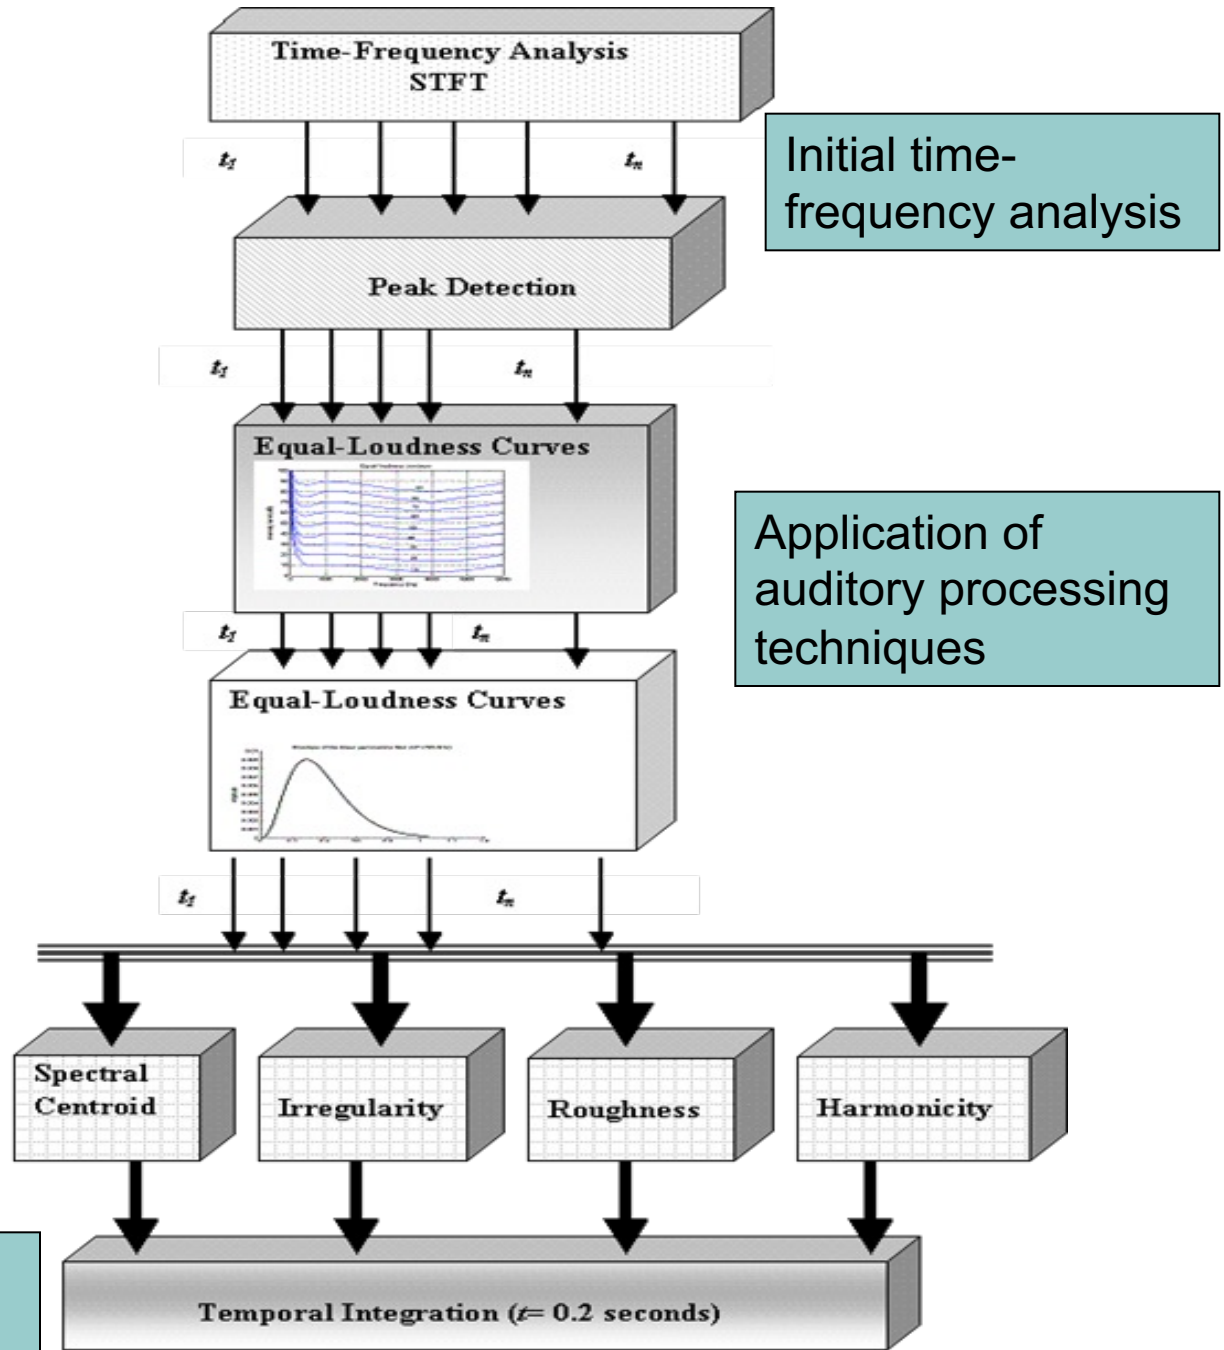 Time-Frequency Analysis
STFT
t1
tn
Initial time-
frequency analysis
Peak Detection
t1
tn
Equal-Loudness Curves
Application of
auditory processing
techniques
t1
tn
Equal-Loudness Curves
t1
tn
Spectral
Centroid
Irregularity
Roughness
Harmonicity
Temporal Integration (t= 0.2 seconds)